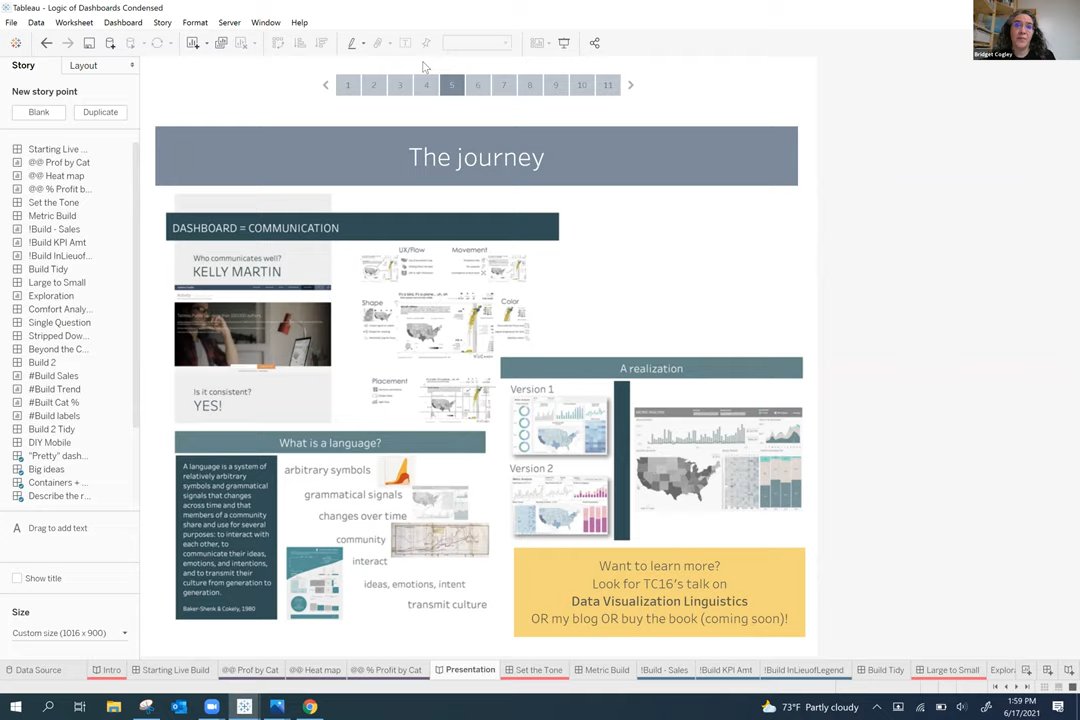 Tableau - Logic of Dashboards Condensed
File Data Worksheet Dashboard Story Format Server Window Help
Bridget Cogley
Story Layout
New story point
Blank Duplicate
1 2 3 4 5 6 7 8 9 10 11
Starting Live ...
@@ Prof by Cat
@@ Heat map
@@ % Profit b...
Set the Tone
Metric Build
!Build - Sales
!Build KPI Amt
!Build InLieuof...
Build Tidy
Large to Small
Exploration
Comfort Analy...
Single Question
Stripped Dow...
Beyond the C...
Build 2
#Build Sales
#Build Trend
#Built Cat %
#Build labels
Build 2 Tidy
DIY Mobile
"Pretty" dash...
Big ideas
Containers + ...
Describe the r...
A Drag to add text
Show title
Size
Custom size (1016 x 900)
The journey
DASHBOARD = COMMUNICATION
Who communicates well?
KELLY MARTIN
Is it consistent?
YES!
UX/Flow
Movement
Shape
Color
Placement
A realization
Version 1
Version 2
What is a language?
A language is a system of
relatively arbitrary
symbols and grammatical
signals that changes
across time and that
members of a community
share and use for several
purposes: to interact with
each other, to
communicate their ideas,
emotions, and intentions,
and to transmit their
culture from generation to
generation.
Baker-Shenk & Cokely, 1980
arbitrary symbols
grammatical signals
changes over time
community
interact
ideas, emotions, intent
transmit culture
Want to learn more?
Look for TC16's talk on
Data Visualization Linguistics
OR my blog OR buy the book (coming soon)!
Data Source Intro Starting Live Build @@ Prof by Cat @@ Heat map @@ % Profit by Cat Presentation Set the Tone Metric Build !Build - Sales !Build KPI Amt !Build InLieuofLegend Build Tidy Large to Small Explor
73°F Partly cloudy
1:59 PM
6/17/2021